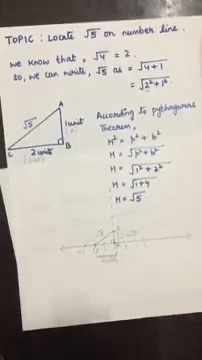 TOPIC: Locate √5 on number line.
We know that, √4 = 2.
So, we can write, √5 as = √4+1
= √2²+1²
A
√5
1 unit
C
2 units
B
According to pythagoras
Theorem,
H² = p² + b²
H = √p²+b²
H = √1² + 2²
H = √1+4
H = √5